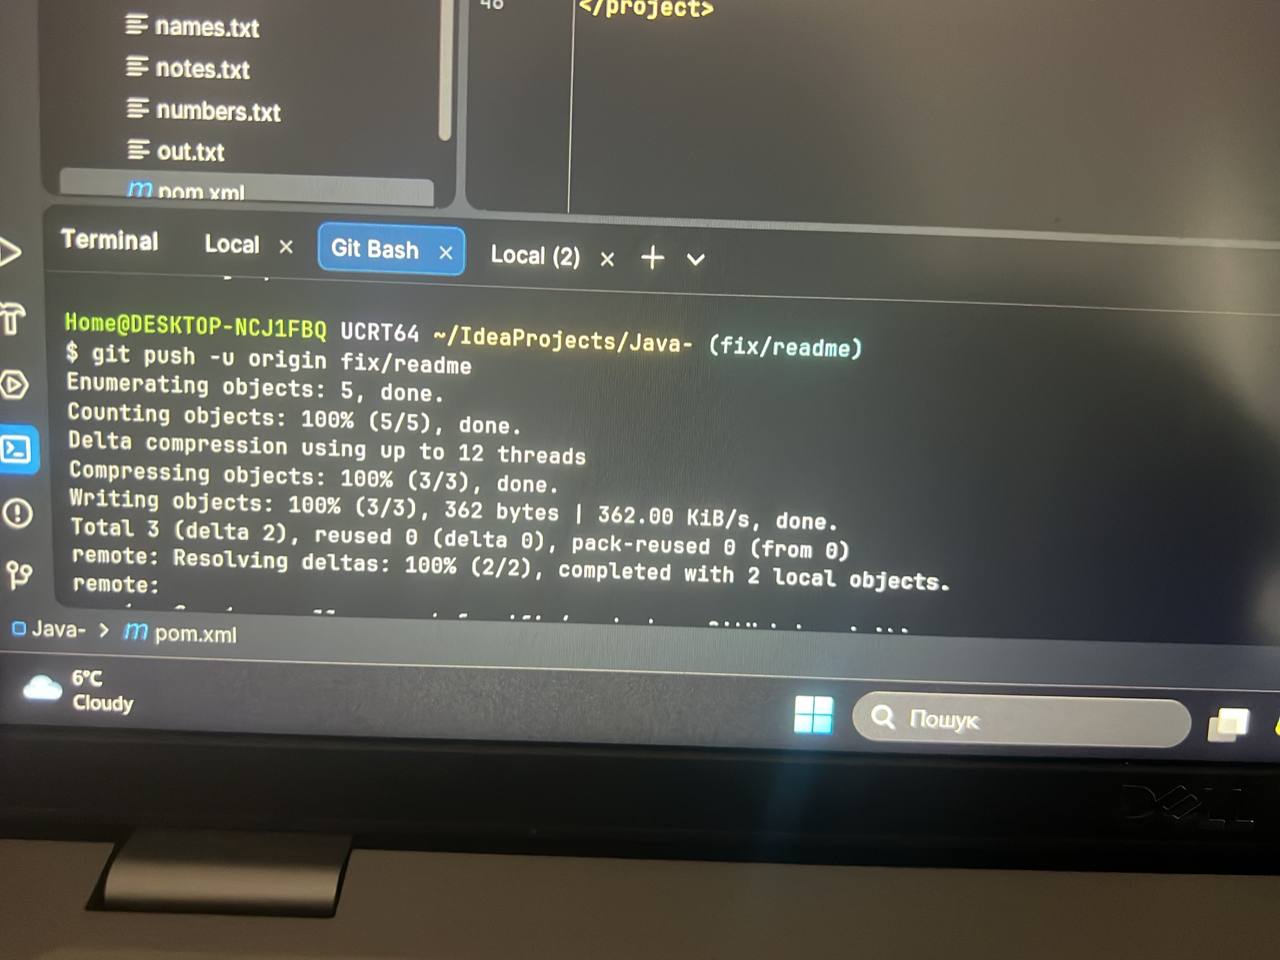 48 </project>
names.txt
notes.txt
numbers.txt
out.txt
pom.xml
Terminal Local × Git Bash × Local (2) ×
Home@DESKTOP-NCJ1FBQ UCRT64 ~/IdeaProjects/Java- (fix/readme)
$ git push -u origin fix/readme
Enumerating objects: 5, done.
Counting objects: 100% (5/5), done.
Delta compression using up to 12 threads
Compressing objects: 100% (3/3), done.
Writing objects: 100% (3/3), 362 bytes | 362.00 KiB/s, done.
Total 3 (delta 2), reused 0 (delta 0), pack-reused 0 (from 0)
remote: Resolving deltas: 100% (2/2), completed with 2 local objects.
remote:
Java- > pom.xml
6°C
Cloudy
Пошук
DELL